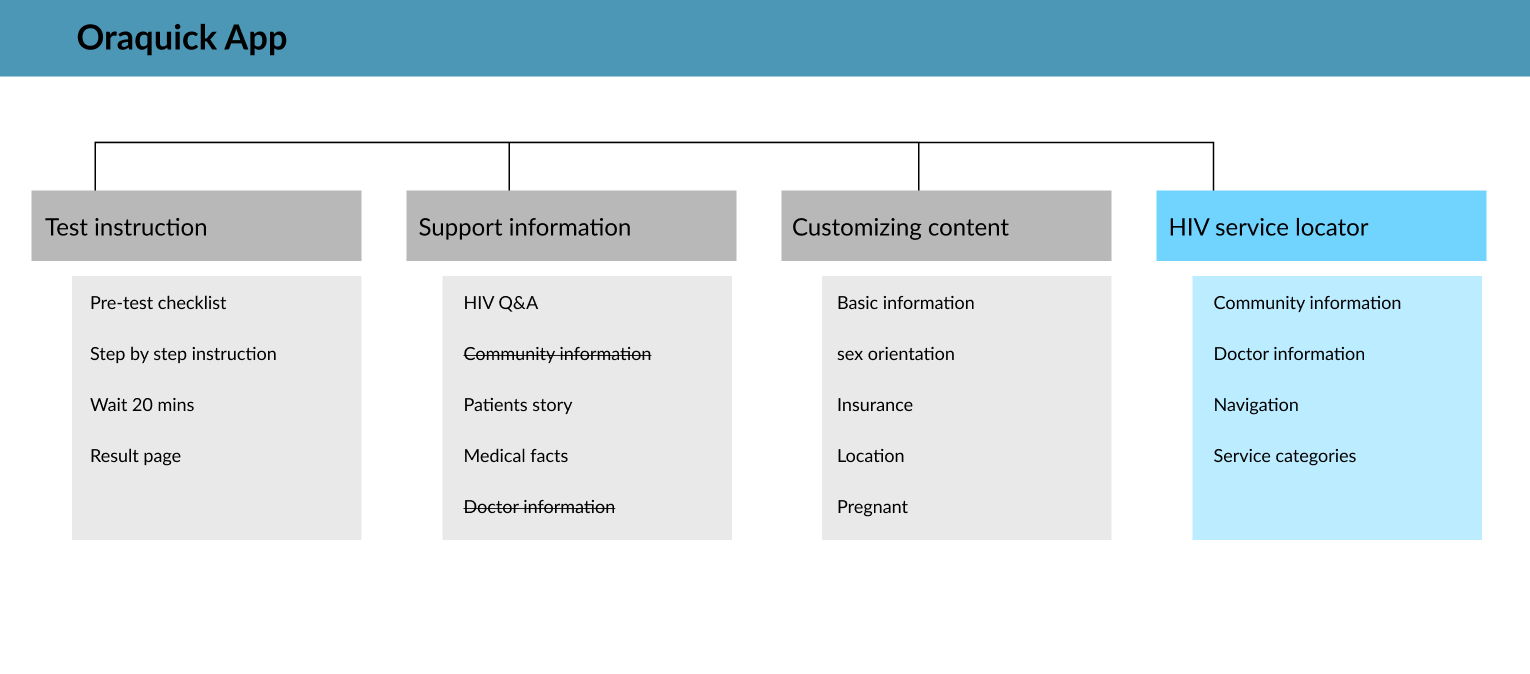 Oraquick App
Test instruction
Pre-test checklist
Step by step instruction
Wait 20 mins
Result page
Support information
HIV Q&A
Community information
Patients story
Medical facts
Doctor information
Customizing content
Basic information
sex orientation
Insurance
Location
Pregnant
HIV service locator
Community information
Doctor information
Navigation
Service categories